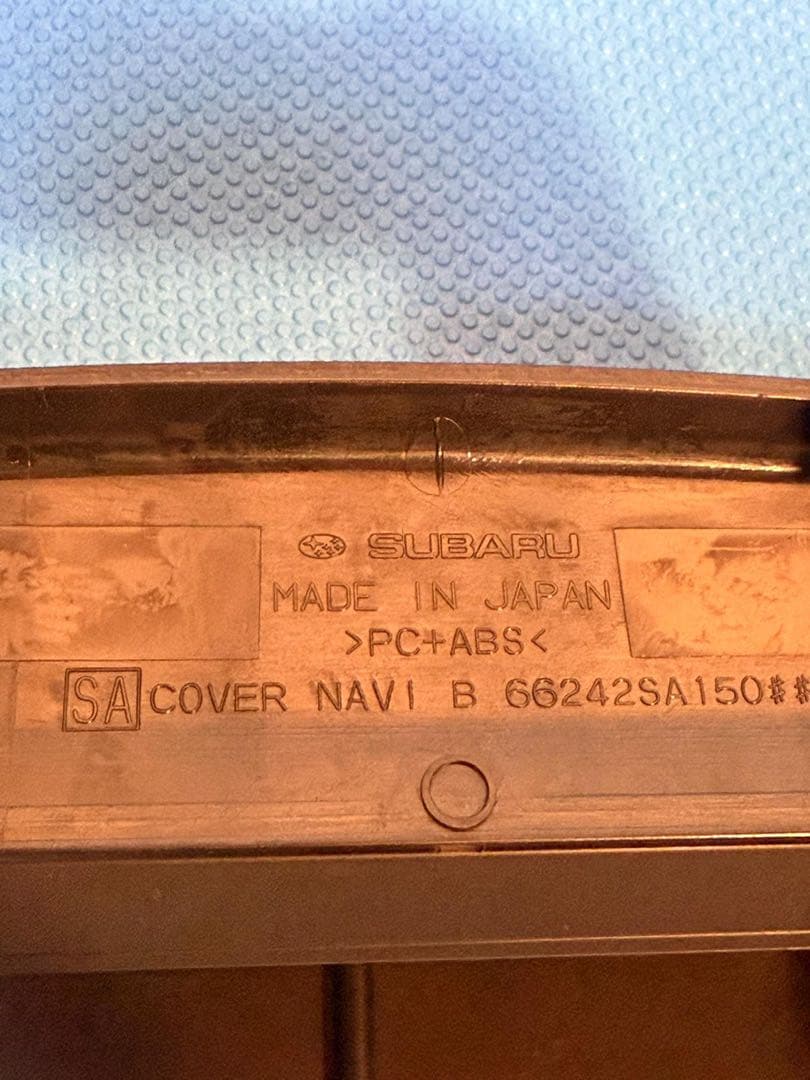 SUBARU
MADE IN JAPAN
>PC+ABS<
SA COVER NAVI B 66242SA150##